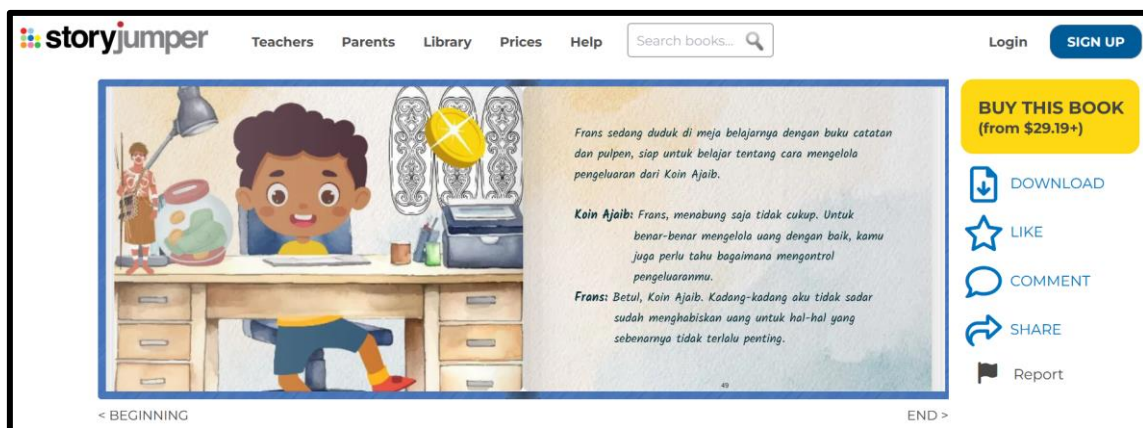 storyjumper
Teachers Parents Library Prices Help Search books... Login SIGN UP
Frans sedang duduk di meja belajarnya dengan buku catatan
dan pulpen, siap untuk belajar tentang cara mengelola
pengeluaran dari Koin Ajaib.
Koin Ajaib: Frans, menabung saja tidak cukup. Untuk
benar-benar mengelola uang dengan baik, kamu
juga perlu tahu bagaimana mengontrol
pengeluaranmu.
Frans: Betul, Koin Ajaib. Kadang-kadang aku tidak sadar
sudah menghabiskan uang untuk hal-hal yang
sebenarnya tidak terlalu penting.
49
BUY THIS BOOK
(from $29.19+)
DOWNLOAD
LIKE
COMMENT
SHARE
Report
< BEGINNING
END >